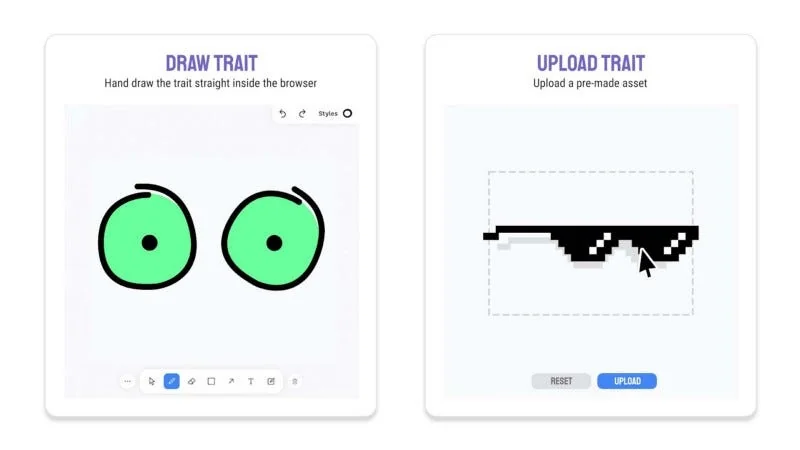 DRAW TRAIT
Hand draw the trait straight inside the browser
Styles
T
UPLOAD TRAIT
Upload a pre-made asset
RESET
UPLOAD